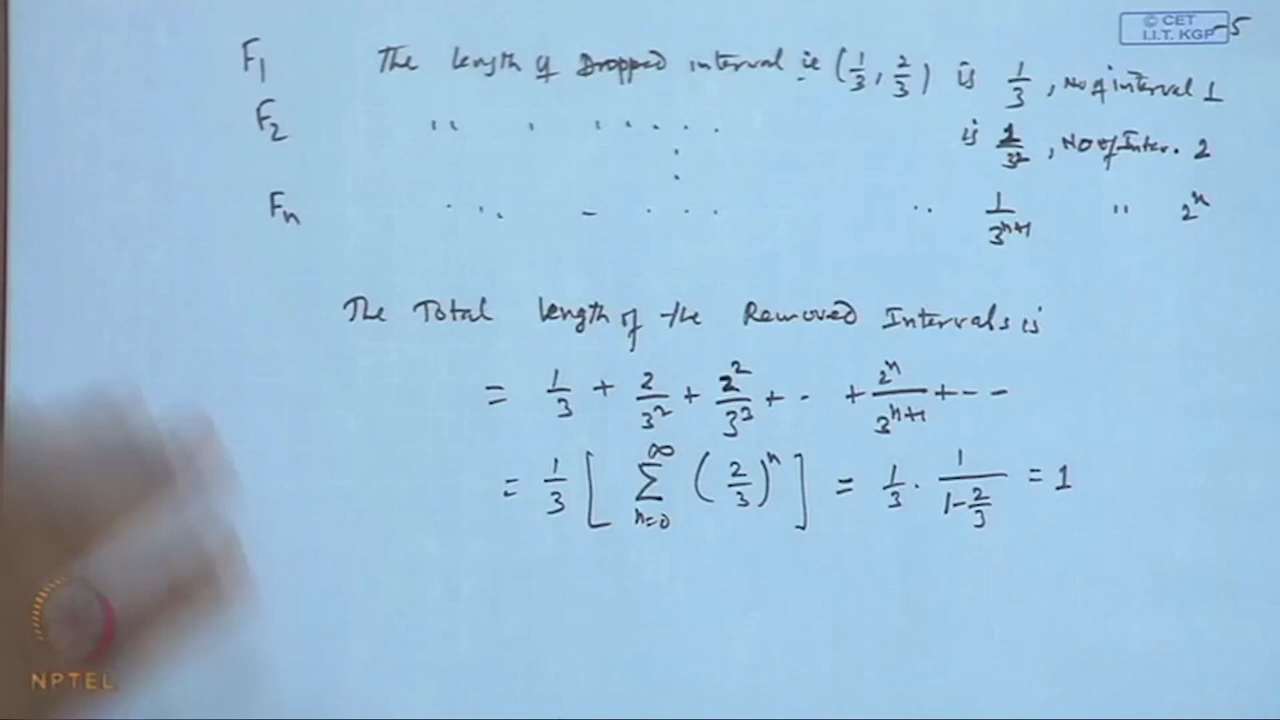 © CET
I.I.T. KGP
-5
F₁ The length of Dropped interval ie (1/3, 2/3) is 1/3, No of interval 1
F₂ " " " . . . . is 1/3², No of Inter. 2
Fₙ " " - . . . " 1/3ⁿ⁺¹ " 2ⁿ
The Total length of the Removed Intervals is
= 1/3 + 2/3² + 2²/3³ + - - + 2ⁿ/3ⁿ⁺¹ + - -
= 1/3 [ ∑ₙ₌₀^∞ (2/3)ⁿ ] = 1/3 · 1/(1-2/3) = 1
NPTEL